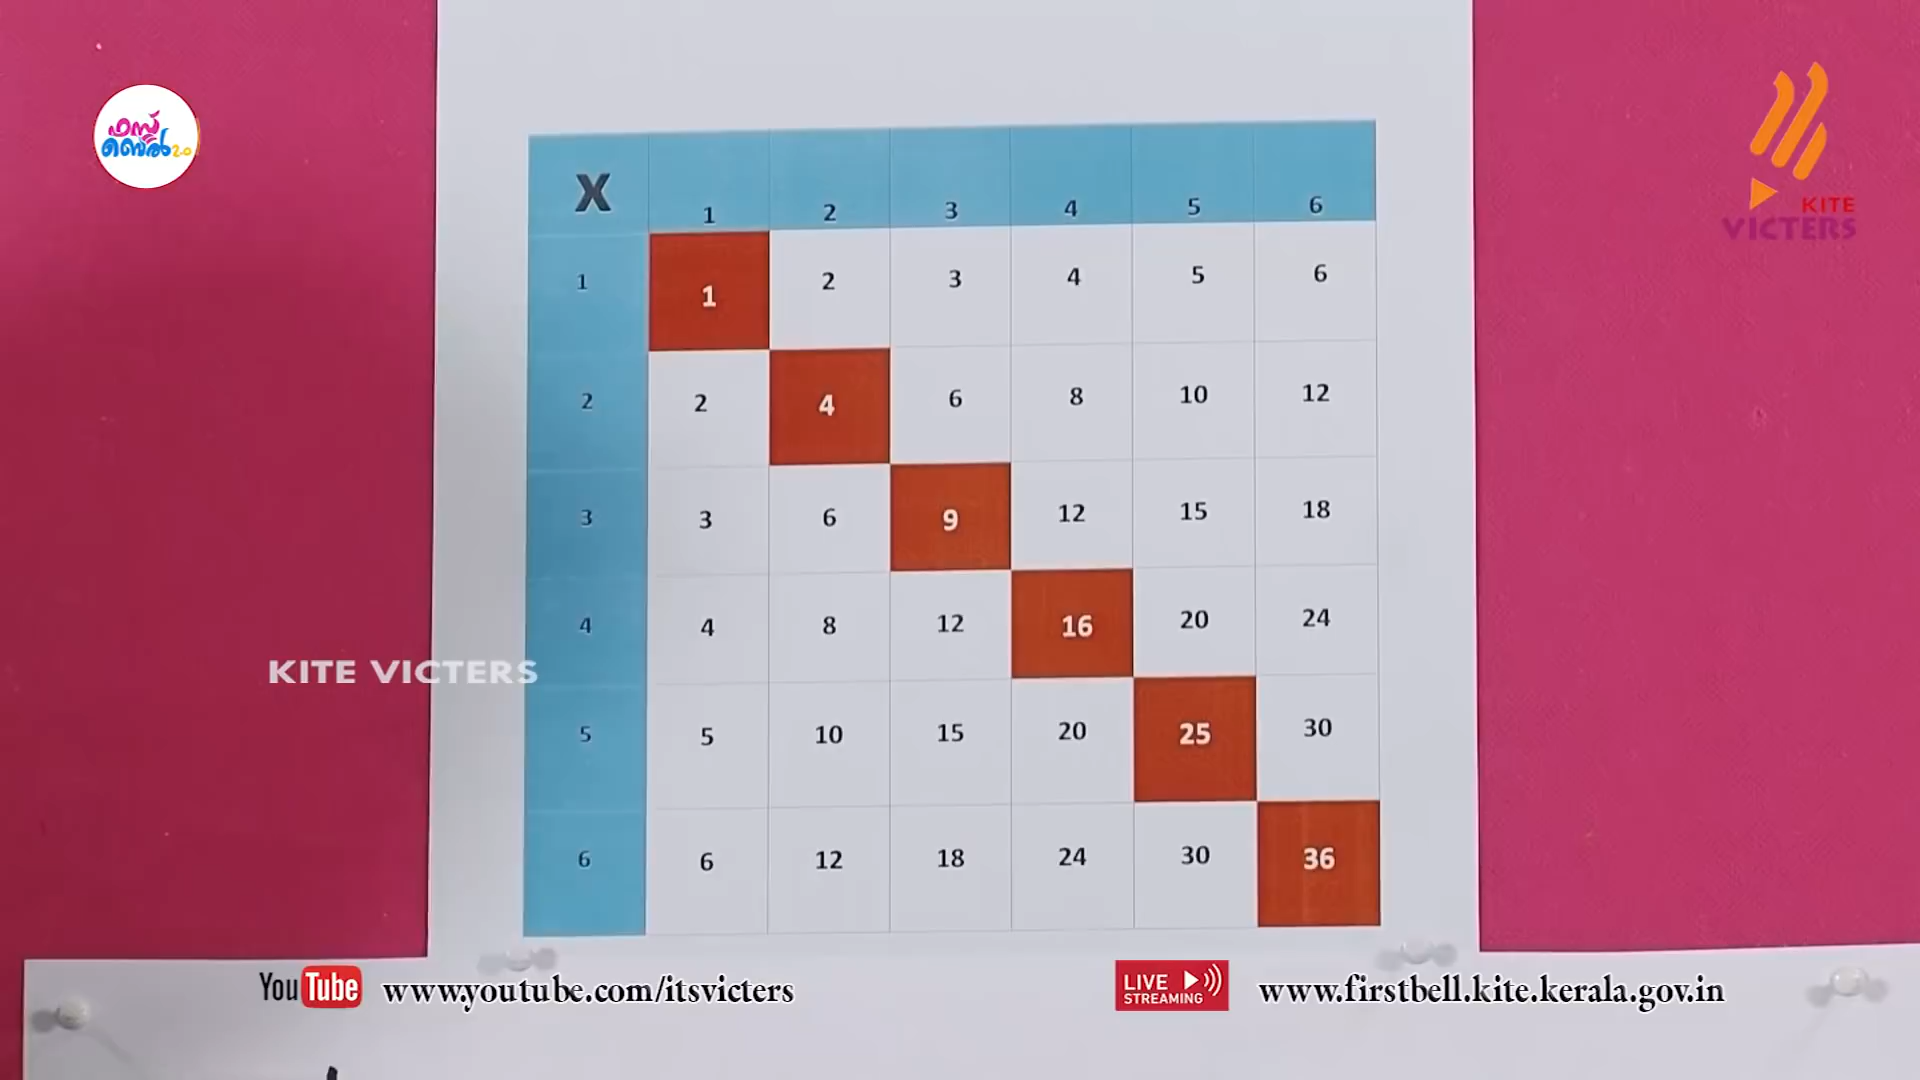 ഫസ്റ്റ്
ബെൽ 2.0
KITE
VICTERS
X 1 2 3 4 5 6
1 1 2 3 4 5 6
2 2 4 6 8 10 12
3 3 6 9 12 15 18
4 4 8 12 16 20 24
KITE VICTERS
5 5 10 15 20 25 30
6 6 12 18 24 30 36
YouTube www.youtube.com/itsvicters
LIVE STREAMING www.firstbell.kite.kerala.gov.in